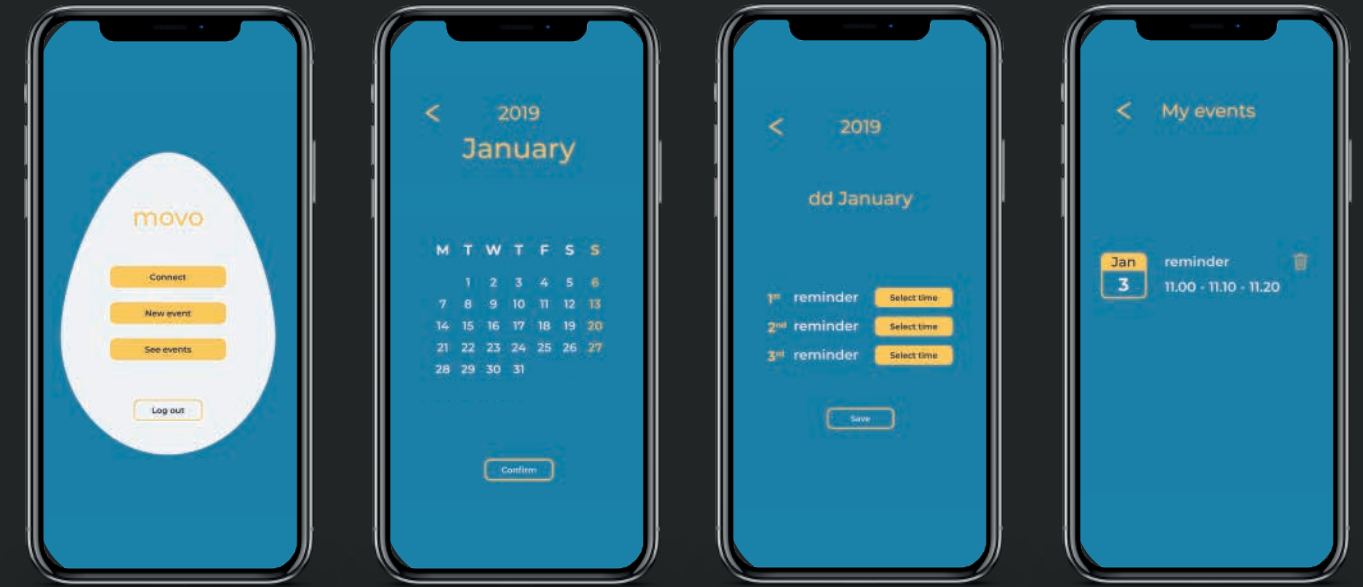 movo
Connect
New event
See events
Log out
<
2019
January
M T W T F S S
1 2 3 4 5 6
7 8 9 10 11 12 13
14 15 16 17 18 19 20
21 22 23 24 25 26 27
28 29 30 31
Confirm
<
2019
dd January
1st reminder Select time
2nd reminder Select time
3rd reminder Select time
Save
<
My events
Jan
3
reminder
11.00 - 11.10 - 11.20